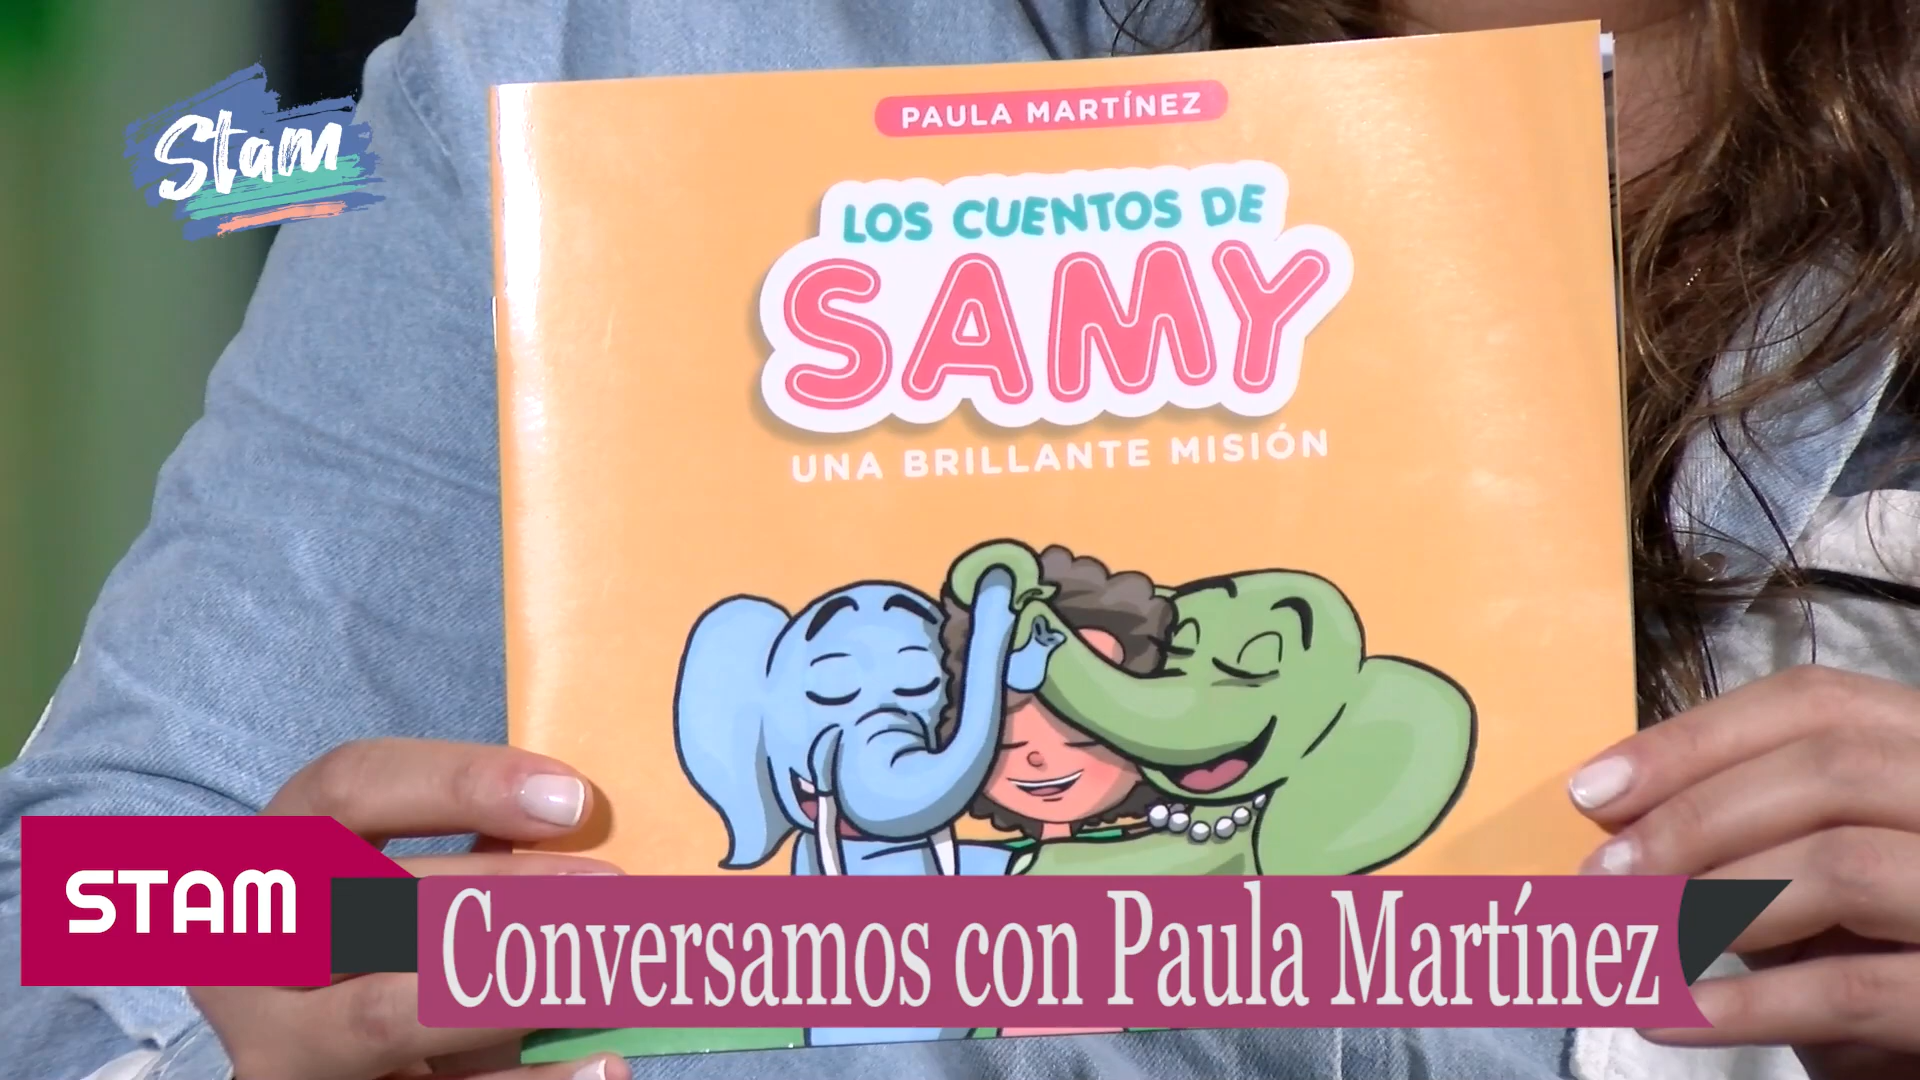 Stam
PAULA MARTÍNEZ
LOS CUENTOS DE
SAMY
UNA BRILLANTE MISIÓN
STAM
Conversamos con Paula Martínez